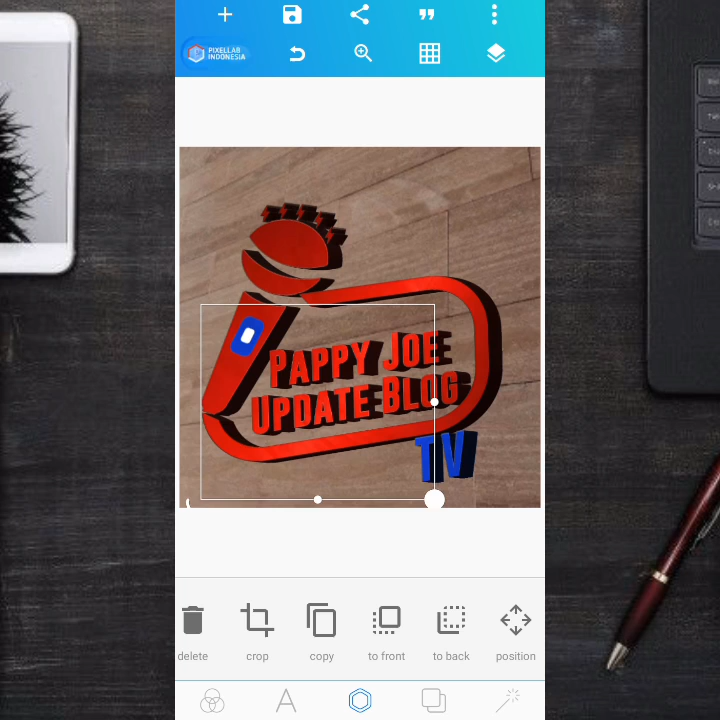 PIXELLAB
INDONESIA
PAPPY JOE
UPDATE BLOG
TV
delete
crop
copy
to front
to back
position